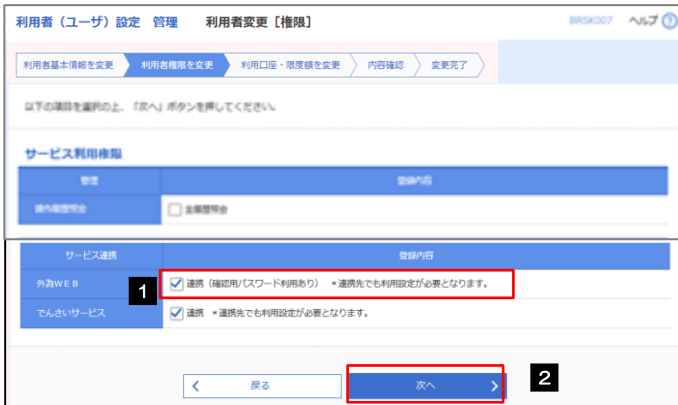 利用者（ユーザ）設定 管理 利用者変更［権限］ BRSK007 ヘルプ ?
利用者基本情報を変更 利用者権限を変更 利用口座・限度額を変更 内容確認 変更完了
以下の項目を選択の上、「次へ」ボタンを押してください。
サービス利用権限
管理 登録内容
操作履歴照会 全履歴照会
サービス連携 登録内容
外為ＷＥＢ 1 連携（確認用パスワード利用あり） ＊連携先でも利用設定が必要となります。
でんさいサービス 連携 ＊連携先でも利用設定が必要となります。
戻る 次へ 2